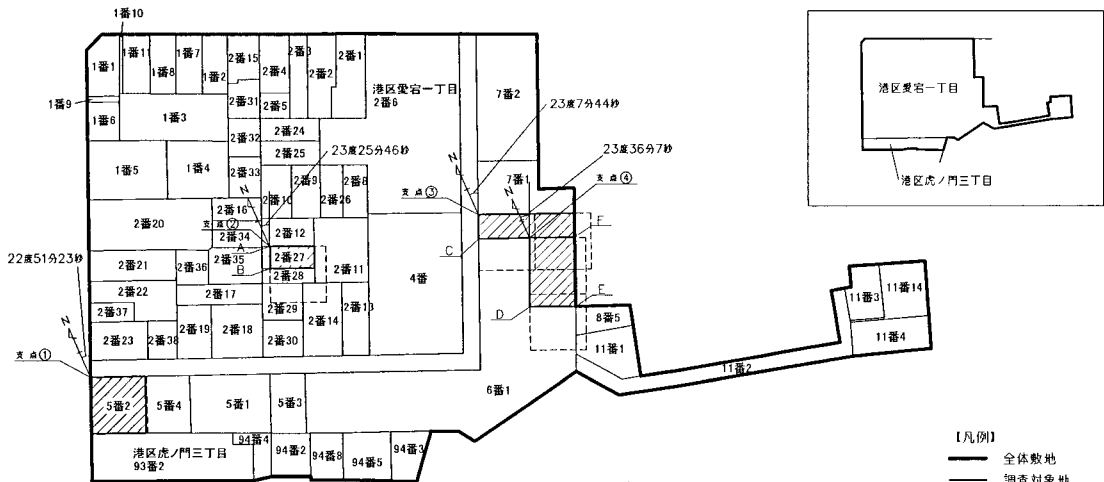 1番10
1番1
1番11
1番8
1番7
1番2
2番15
2番4
2番3
2番2
2番1
港区愛宕一丁目
2番6
7番2
23度7分44秒
1番9
1番6
1番3
2番31
2番5
2番32
2番24
2番25
23度25分46秒
23度36分7秒
1番5
1番4
2番33
2番10
2番9
2番26
2番8
7番1
支点③
支点④
N
N
N
2番20
2番16
支点②
2番34
2番12
A
B
C
F
2番21
2番36
2番35
2番27
2番28
2番11
4番
22度51分23秒
2番22
2番17
2番37
2番29
2番14
2番13
D
E
N
2番23
2番38
2番19
2番18
2番30
8番5
11番1
11番3
11番14
11番4
11番2
支点①
5番2
5番4
5番1
5番3
6番1
港区虎ノ門三丁目
93番2
94番4
94番2
94番8
94番5
94番3
港区愛宕一丁目
港区虎ノ門三丁目
【凡例】
全体敷地
調査対象地